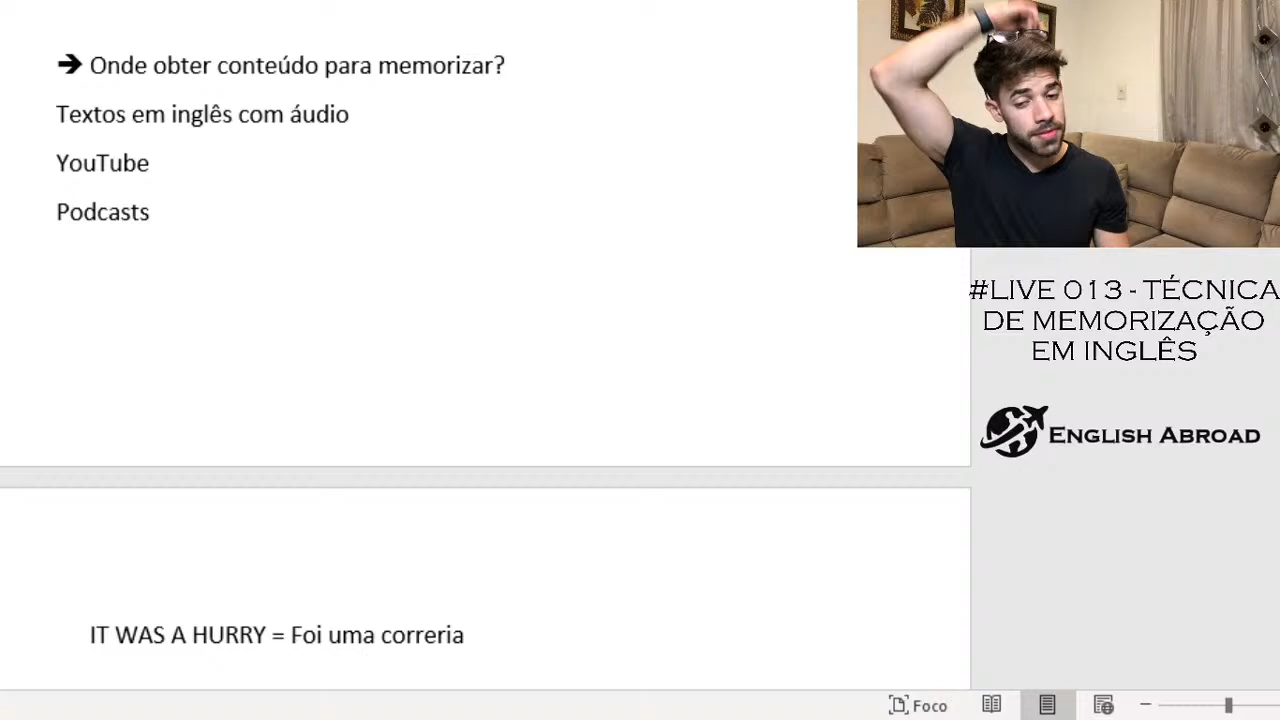 ➔ Onde obter conteúdo para memorizar?
Textos em inglês com áudio
YouTube
Podcasts
#LIVE 013 - TÉCNICA
DE MEMORIZAÇÃO
EM INGLÊS
ENGLISH ABROAD
IT WAS A HURRY = Foi uma correria
Foco